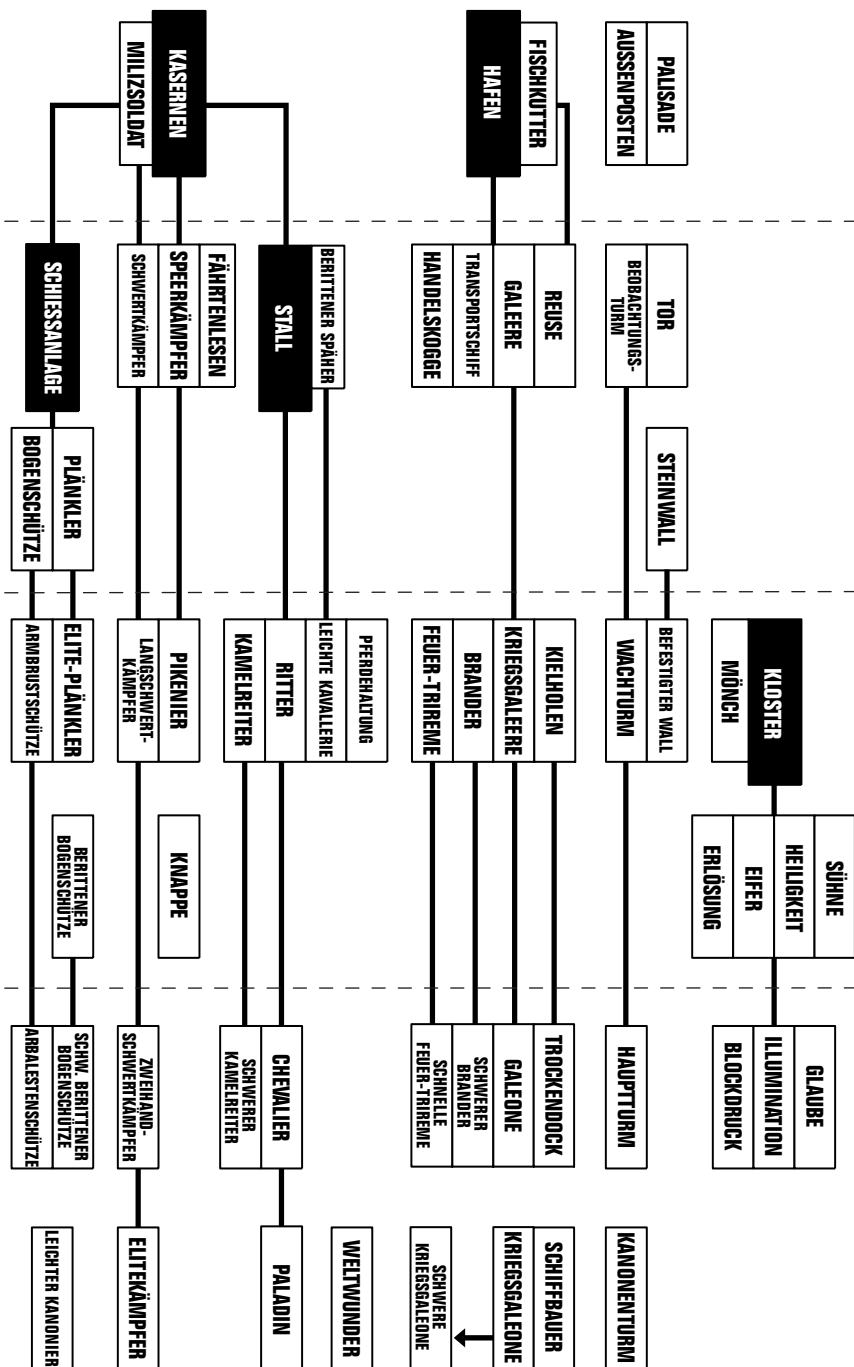 PALISADE
AUSSENPOSTEN
FISCHKUTTER
HAFEN
KASERNEN
MILIZSOLDAT
TOR
BEOBACHTUNGS-
TURM
REUSE
GALEERE
TRANSPORTSCHIFF
HANDELSKOGGE
BERITTENER SPÄHER
STALL
FÄHRTENLESEN
SPEERKÄMPFER
SCHWERTKÄMPFER
SCHIESSANLAGE
STEINWALL
PLÄNKLER
BOGENSCHÜTZE
KLOSTER
MÖNCH
BEFESTIGTER WALL
WACHTURM
KIELHOLEN
KRIEGSGALEERE
BRANDER
FEUER-TRIREME
PFERDEHALTUNG
LEICHTE KAVALLERIE
RITTER
KAMELREITER
PIKENIER
LANGSCHWERT-
KÄMPFER
ELITE-PLÄNKLER
ARMBRUSTSCHÜTZE
SÜHNE
HEILIGKEIT
EIFER
ERLÖSUNG
KNAPPE
BERITTENER
BOGENSCHÜTZE
GLAUBE
ILLUMINATION
BLOCKDRUCK
HAUPTTURM
TROCKENDOCK
GALEONE
SCHWERER
BRANDER
SCHNELLE
FEUER-TRIREME
CHEVALIER
SCHWERER
KAMELREITER
ZWEIHAND-
SCHWERTKÄMPFER
SCHW. BERITTENER
BOGENSCHÜTZE
ARBALESTENSCHÜTZE
KANONENTURM
SCHIFFBAUER
KRIEGSGALEONE
SCHWERE
KRIEGSGALEONE
WELTWUNDER
PALADIN
ELITEKÄMPFER
LEICHTER KANONIER